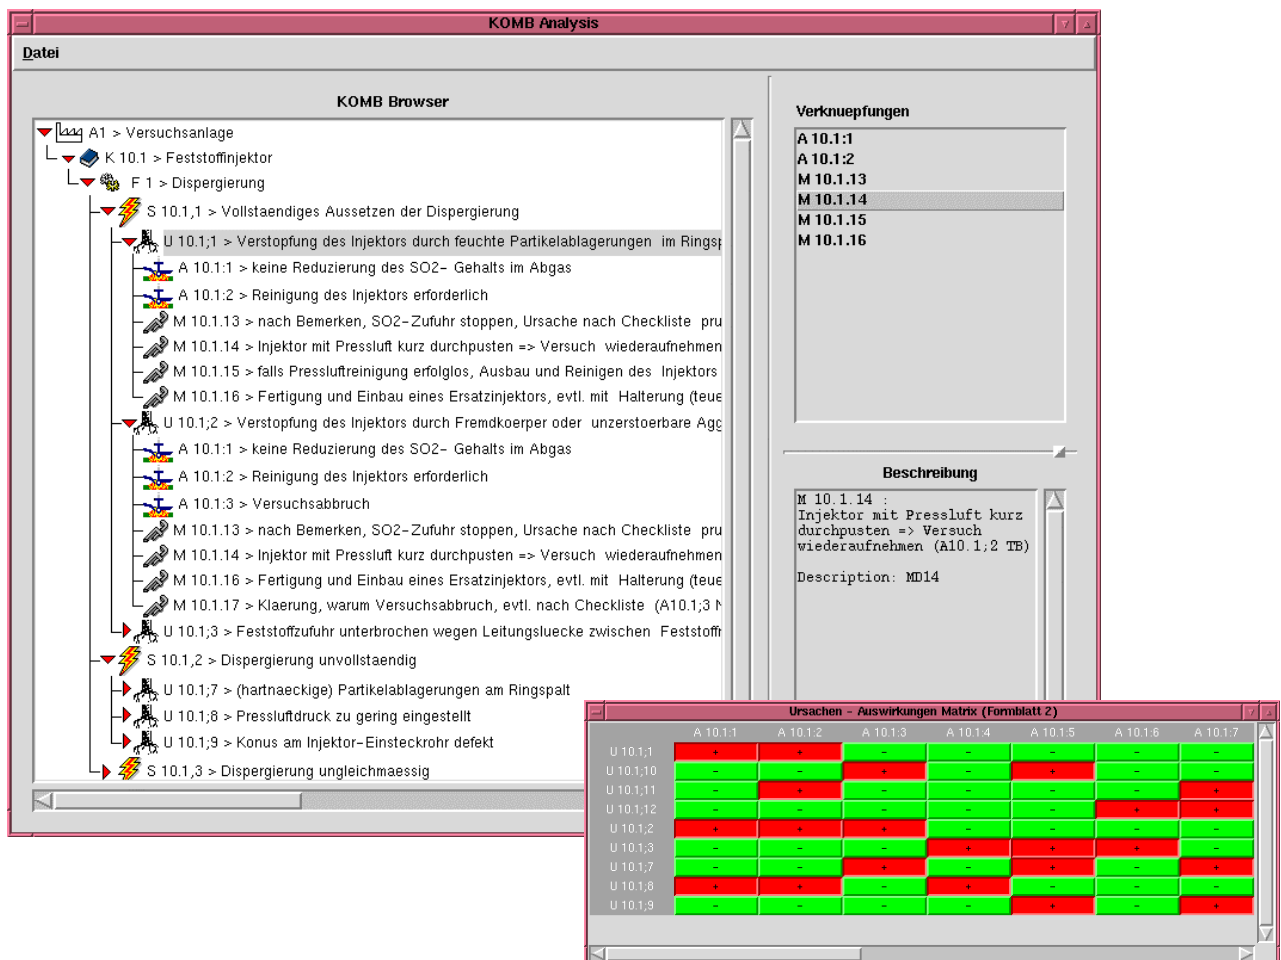 KOMB Analysis
Datei
KOMB Browser
A1 > Versuchsanlage
K 10.1 > Feststoffinjektor
F 1 > Dispergierung
S 10.1,1 > Vollstaendiges Aussetzen der Dispergierung
U 10.1;1 > Verstopfung des Injektors durch feuchte Partikelablagerungen im Ringsp
A 10.1:1 > keine Reduzierung des SO2- Gehalts im Abgas
A 10.1:2 > Reinigung des Injektors erforderlich
M 10.1.13 > nach Bemerken, SO2-Zufuhr stoppen, Ursache nach Checkliste pru
M 10.1.14 > Injektor mit Pressluft kurz durchpusten => Versuch wiederaufnehmen
M 10.1.15 > falls Pressluftreinigung erfolglos, Ausbau und Reinigen des Injektors
M 10.1.16 > Fertigung und Einbau eines Ersatzinjektors, evtl. mit Halterung (teue
U 10.1;2 > Verstopfung des Injektors durch Fremdkoerper oder unzerstoerbare Agg
A 10.1:1 > keine Reduzierung des SO2- Gehalts im Abgas
A 10.1:2 > Reinigung des Injektors erforderlich
A 10.1:3 > Versuchsabbruch
M 10.1.13 > nach Bemerken, SO2-Zufuhr stoppen, Ursache nach Checkliste pru
M 10.1.14 > Injektor mit Pressluft kurz durchpusten => Versuch wiederaufnehmen
M 10.1.16 > Fertigung und Einbau eines Ersatzinjektors, evtl. mit Halterung (teue
M 10.1.17 > Klaerung, warum Versuchsabbruch, evtl. nach Checkliste (A10.1;3 N
U 10.1;3 > Feststoffzufuhr unterbrochen wegen Leitungsluecke zwischen Feststoffr
S 10.1,2 > Dispergierung unvollstaendig
U 10.1;7 > (hartnaeckige) Partikelablagerungen am Ringspalt
U 10.1;8 > Pressluftdruck zu gering eingestellt
U 10.1;9 > Konus am Injektor-Einsteckrohr defekt
S 10.1,3 > Dispergierung ungleichmaessig
Verknuepfungen
A 10.1:1
A 10.1:2
M 10.1.13
M 10.1.14
M 10.1.15
M 10.1.16
Beschreibung
M 10.1.14 :
Injektor mit Pressluft kurz
durchpusten => Versuch
wiederaufnehmen (A10.1;2 TB)
Description: MD14
Ursachen - Auswirkungen Matrix (Formblatt 2)
A 10.1:1 A 10.1:2 A 10.1:3 A 10.1:4 A 10.1:5 A 10.1:6 A 10.1:7
U 10.1;1 + + - - - - -
U 10.1;10 - - + - + - -
U 10.1;11 - + - - - - +
U 10.1;12 - - - - - + +
U 10.1;2 + + + - - - -
U 10.1;3 - - - + + + -
U 10.1;7 - - + - + - +
U 10.1;8 + + - + - - -
U 10.1;9 - - - - + - +